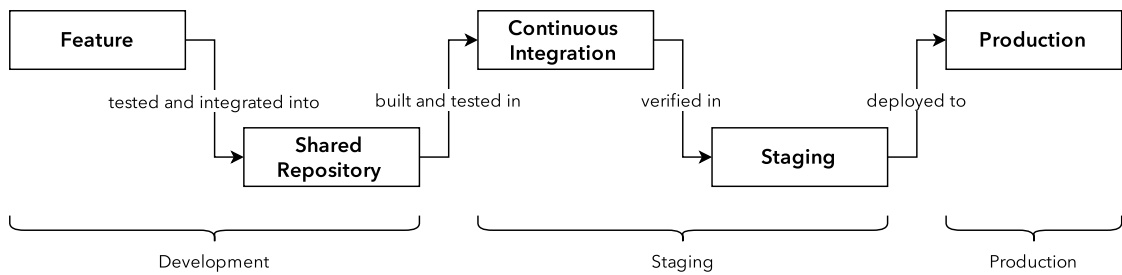 Feature
Continuous
Integration
Production
tested and integrated into
built and tested in
verified in
deployed to
Shared
Repository
Staging
Development
Staging
Production